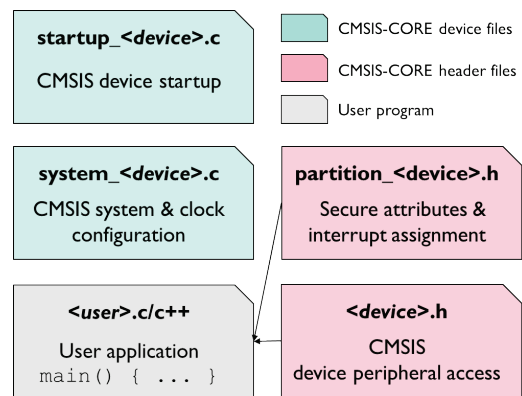 startup_<device>.c
CMSIS device startup
CMSIS-CORE device files
CMSIS-CORE header files
User program
system_<device>.c
CMSIS system & clock
configuration
partition_<device>.h
Secure attributes &
interrupt assignment
<user>.c/c++
User application
main() { ... }
<device>.h
CMSIS
device peripheral access